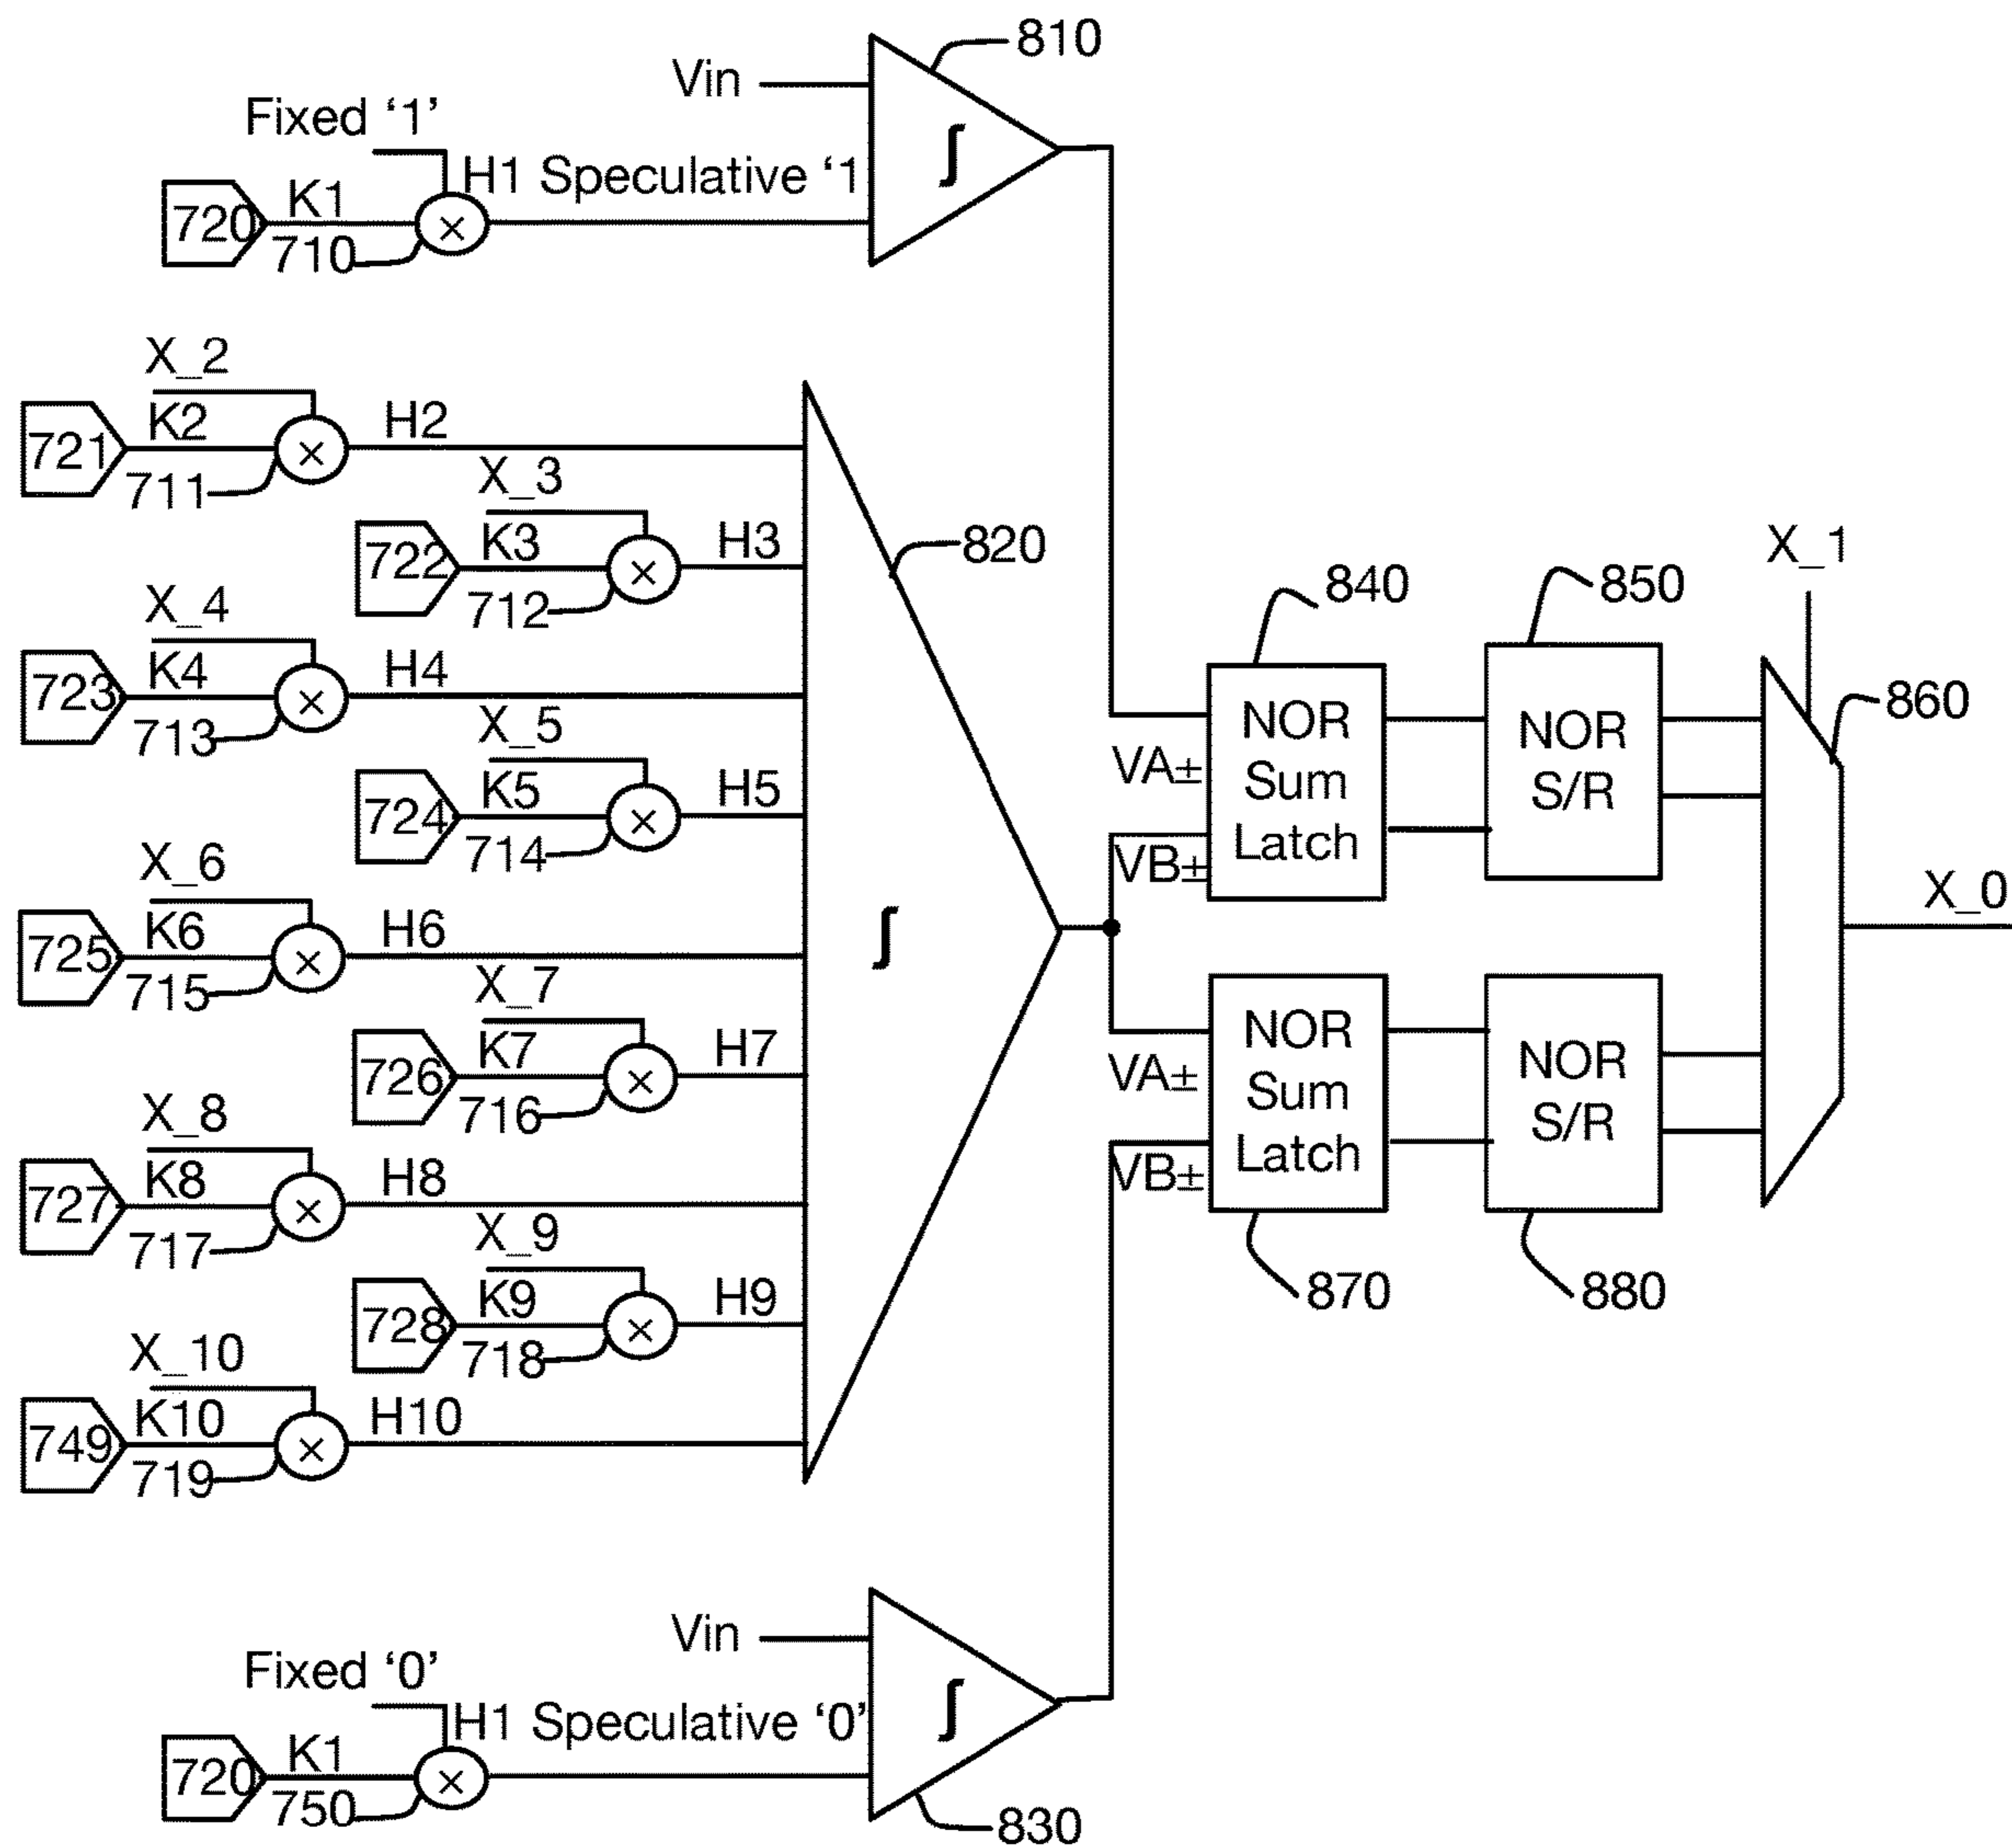 810
Vin
Fixed ‘1’
∫
H1 Speculative ‘1
K1
720
710
×
X_2
K2
H2
721
×
711
X_3
K3
H3
722
×
712
820
X_1
840
850
X_4
K4
H4
723
×
713
860
X_5
K5
H5
724
×
714
NOR
Sum
Latch
NOR
S/R
VA±
VB±
X_6
K6
H6
725
×
715
∫
X_0
X_7
K7
H7
726
×
716
NOR
Sum
Latch
NOR
S/R
VA±
VB±
X_8
K8
H8
727
×
717
X_9
K9
H9
728
×
718
870
880
X_10
K10
H10
749
×
719
Vin
Fixed ‘0’
∫
H1 Speculative ‘0’
K1
720
750
×
830